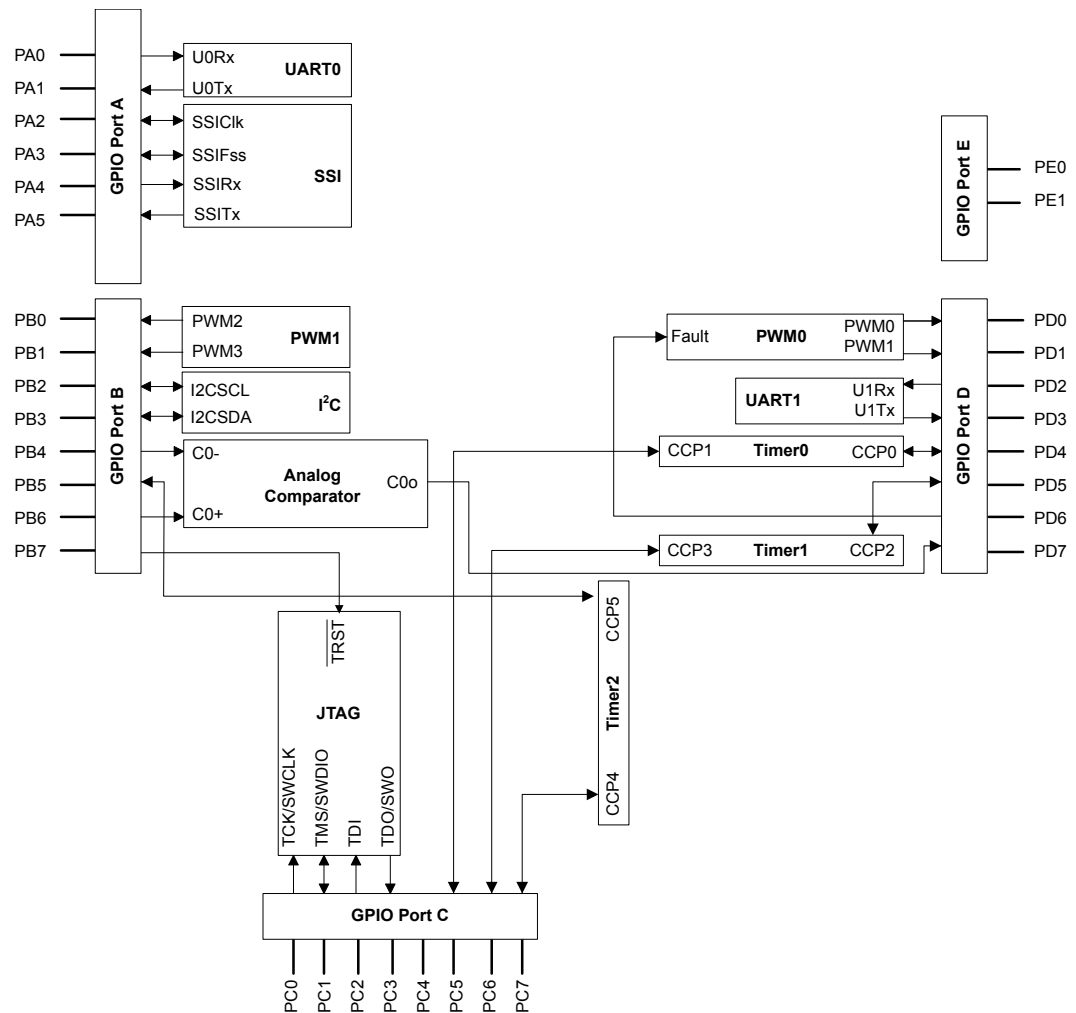 PA0
PA1
PA2
PA3
PA4
PA5
GPIO Port A
U0Rx
U0Tx
UART0
SSIClk
SSIFss
SSIRx
SSITx
SSI
GPIO Port E
PE0
PE1
PB0
PB1
PB2
PB3
PB4
PB5
PB6
PB7
GPIO Port B
PWM2
PWM3
PWM1
I2CSCL
I2CSDA
I²C
C0-
C0+
Analog
Comparator
C0o
Fault
PWM0
PWM0
PWM1
UART1
U1Rx
U1Tx
CCP1
Timer0
CCP0
CCP3
Timer1
CCP2
GPIO Port D
PD0
PD1
PD2
PD3
PD4
PD5
PD6
PD7
CCP5
Timer2
CCP4
TRST
JTAG
TCK/SWCLK
TMS/SWDIO
TDI
TDO/SWO
GPIO Port C
PC0
PC1
PC2
PC3
PC4
PC5
PC6
PC7